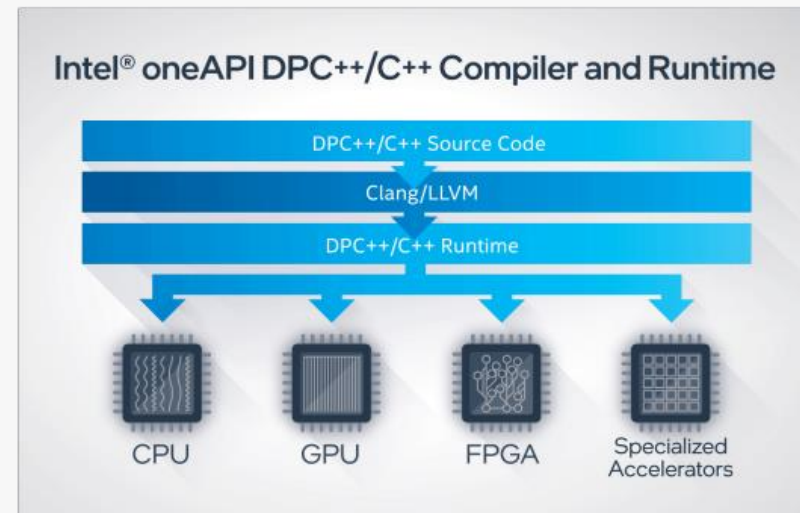 Intel® oneAPI DPC++/C++ Compiler and Runtime
DPC++/C++ Source Code
Clang/LLVM
DPC++/C++ Runtime
CPU
GPU
FPGA
Specialized
Accelerators